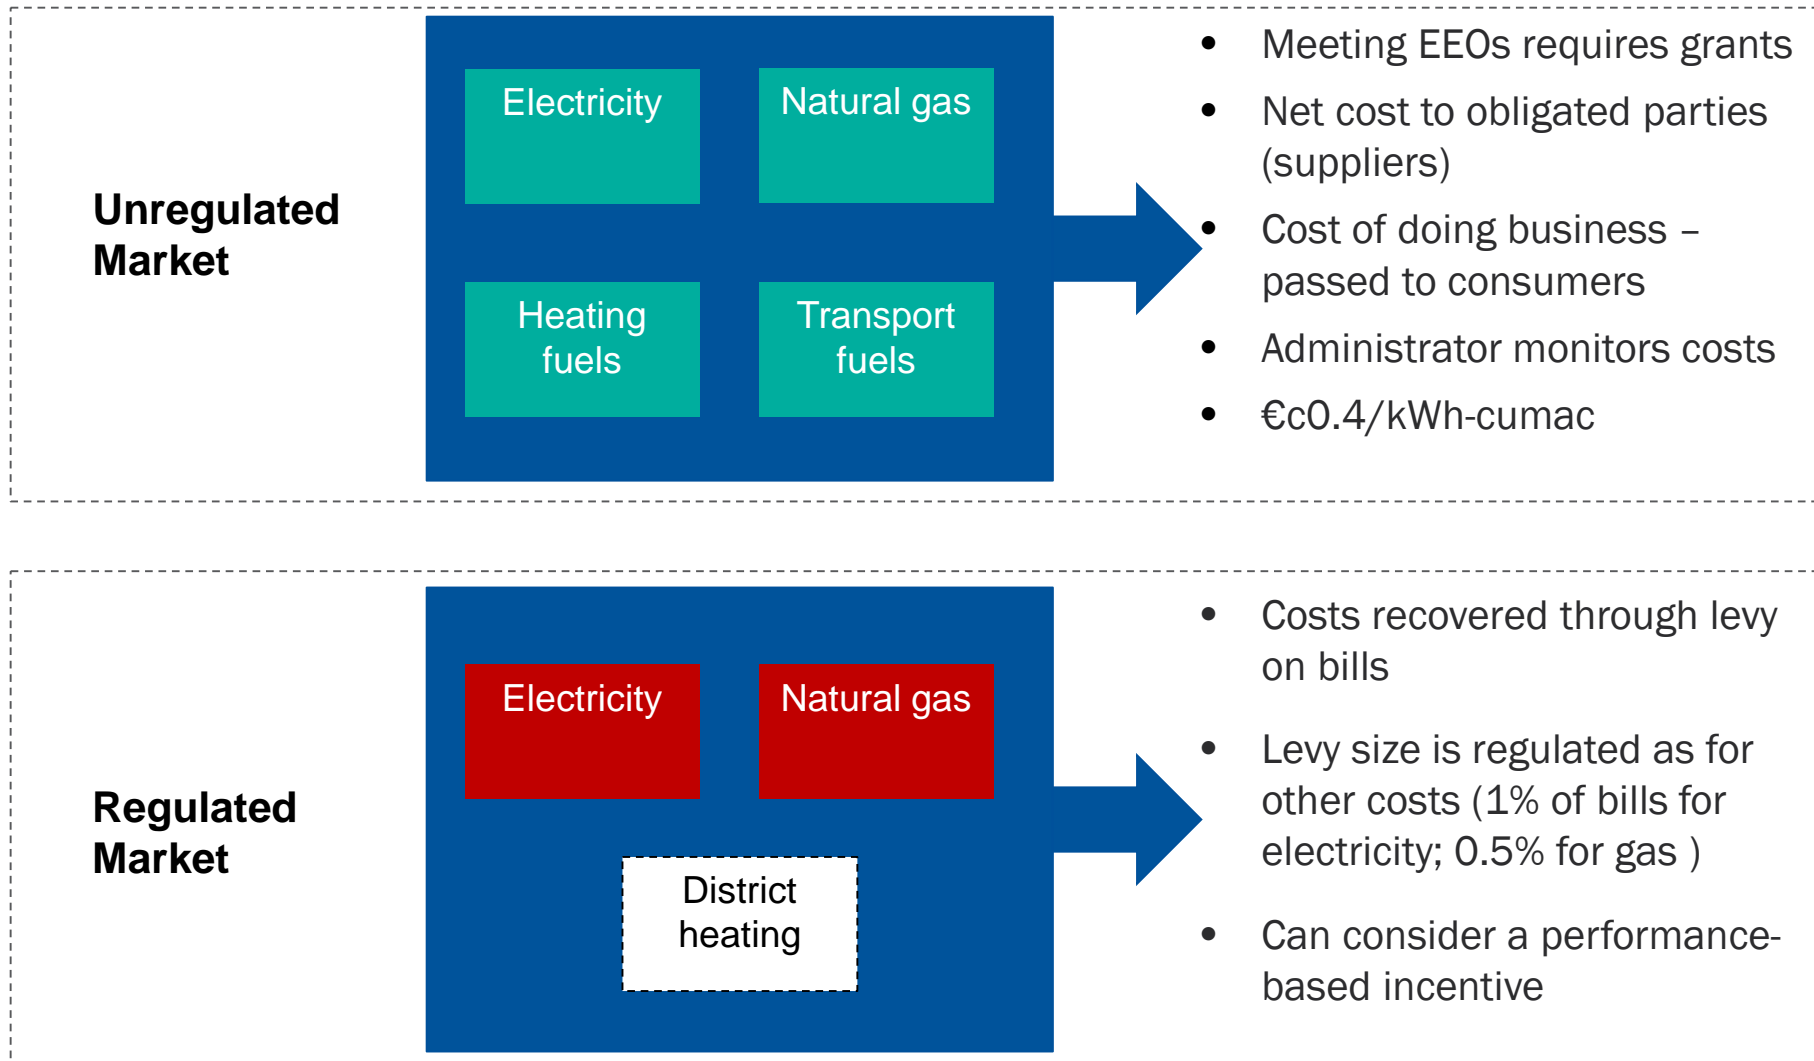 Unregulated
Market
Electricity
Natural gas
Heating
fuels
Transport
fuels
• Meeting EEOs requires grants
• Net cost to obligated parties
(suppliers)
• Cost of doing business –
passed to consumers
• Administrator monitors costs
• €c0.4/kWh-cumac
Regulated
Market
Electricity
Natural gas
District
heating
• Costs recovered through levy
on bills
• Levy size is regulated as for
other costs (1% of bills for
electricity; 0.5% for gas )
• Can consider a performance-
based incentive